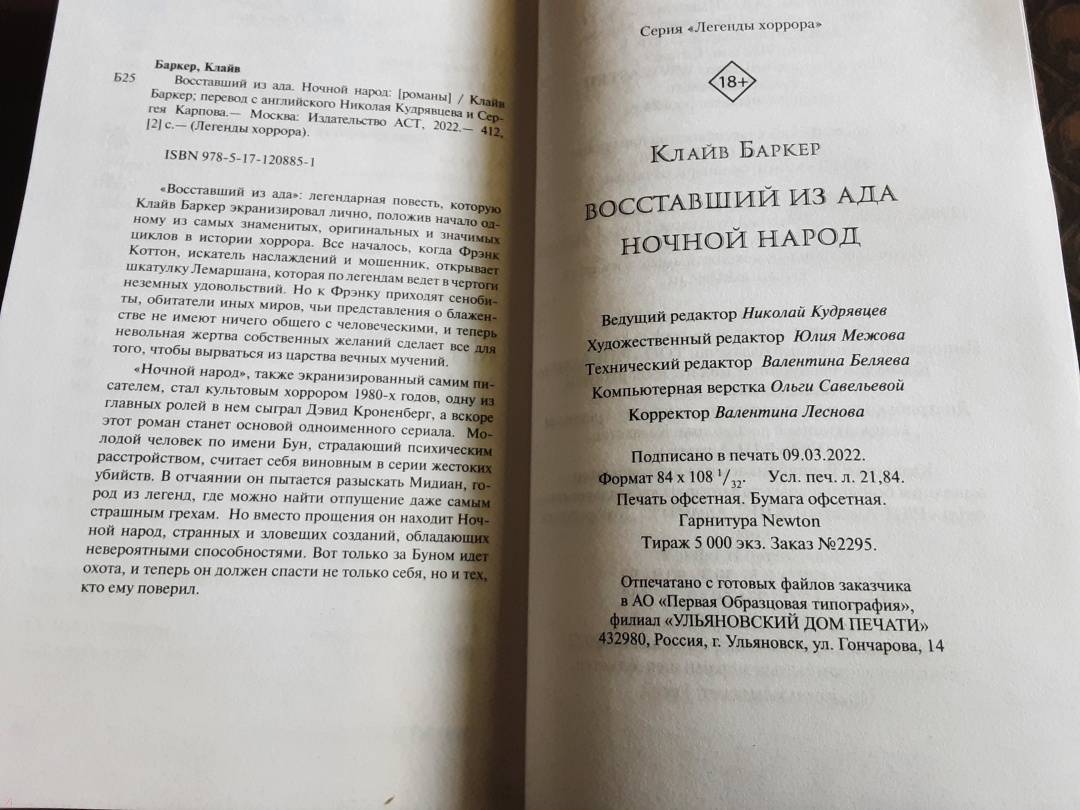 Баркер, Клайв
Б25 Восставший из ада. Ночной народ: [романы] / Клайв
Баркер; перевод с английского Николая Кудрявцева и Сер-
гея Карпова.— Москва: Издательство АСТ, 2022.— 412,
[2] с.— (Легенды хоррора).
ISBN 978-5-17-120885-1
«Восставший из ада»: легендарная повесть, которую
Клайв Баркер экранизировал лично, положив начало од-
ному из самых знаменитых, оригинальных и значимых
циклов в истории хоррора. Все началось, когда Фрэнк
Коттон, искатель наслаждений и мошенник, открывает
шкатулку Лемаршана, которая по легендам ведет в чертоги
неземных удовольствий. Но к Фрэнку приходят сеноби-
ты, обитатели иных миров, чьи представления о блажен-
стве не имеют ничего общего с человеческими, и теперь
невольная жертва собственных желаний сделает все для
того, чтобы вырваться из царства вечных мучений.
«Ночной народ», также экранизированный самим пи-
сателем, стал культовым хоррором 1980-х годов, одну из
главных ролей в нем сыграл Дэвид Кроненберг, а вскоре
этот роман станет основой одноименного сериала. Мо-
лодой человек по имени Бун, страдающий психическим
расстройством, считает себя виновным в серии жестоких
убийств. В отчаянии он пытается разыскать Мидиан, го-
род из легенд, где можно найти отпущение даже самым
страшным грехам. Но вместо прощения он находит Ноч-
ной народ, странных и зловещих созданий, обладающих
невероятными способностями. Вот только за Буном идет
охота, и теперь он должен спасти не только себя, но и тех,
кто ему поверил.
Серия «Легенды хоррора»
18+
Клайв Баркер
ВОССТАВШИЙ ИЗ АДА
НОЧНОЙ НАРОД
Ведущий редактор Николай Кудрявцев
Художественный редактор Юлия Межова
Технический редактор Валентина Беляева
Компьютерная верстка Ольги Савельевой
Корректор Валентина Леснова
Подписано в печать 09.03.2022.
Формат 84 x 108 1/32. Усл. печ. л. 21,84.
Печать офсетная. Бумага офсетная.
Гарнитура Newton
Тираж 5 000 экз. Заказ №2295.
Отпечатано с готовых файлов заказчика
в АО «Первая Образцовая типография»,
филиал «УЛЬЯНОВСКИЙ ДОМ ПЕЧАТИ»
432980, Россия, г. Ульяновск, ул. Гончарова, 14